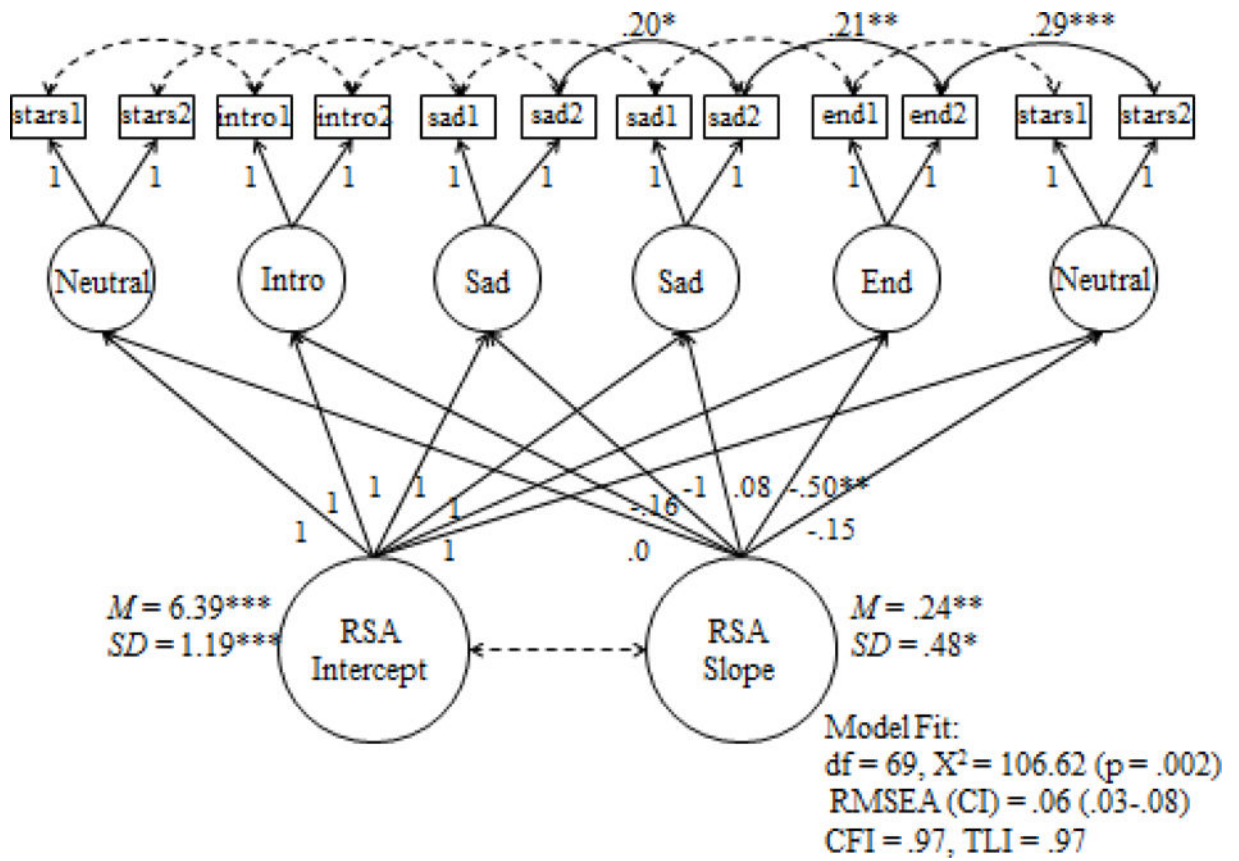 .20* .21** .29***
stars1 stars2 intro1 intro2 sad1 sad2 sad1 sad2 end1 end2 stars1 stars2
1 1 1 1 1 1 1 1 1 1 1 1
Neutral Intro Sad Sad End Neutral
1 1 -1 .08 -.50**
1 1 -.16
1 -.15
1 .0
M = 6.39*** RSA RSA M = .24**
SD = 1.19*** Intercept Slope SD = .48*
Model Fit:
df = 69, X² = 106.62 (p = .002)
RMSEA (CI) = .06 (.03-.08)
CFI = .97, TLI = .97